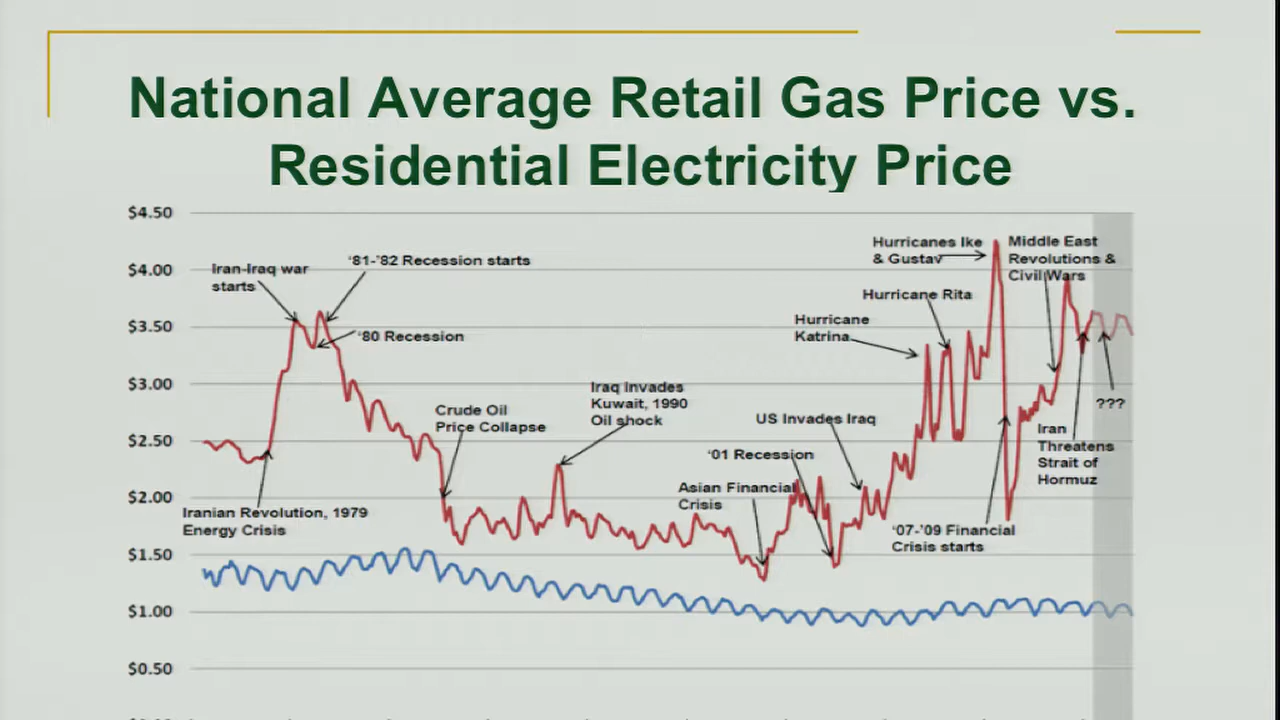 National Average Retail Gas Price vs.
Residential Electricity Price
$4.50
$4.00
$3.50
$3.00
$2.50
$2.00
$1.50
$1.00
$0.50
Iran-Iraq war
starts
‘81-‘82 Recession starts
‘80 Recession
Iranian Revolution, 1979
Energy Crisis
Crude Oil
Price Collapse
Iraq Invades
Kuwait, 1990
Oil shock
Asian Financial
Crisis
‘01 Recession
US Invades Iraq
Hurricane
Katrina
Hurricane Rita
Hurricanes Ike
& Gustav
‘07-‘09 Financial
Crisis starts
Middle East
Revolutions &
Civil Wars
Iran
Threatens
Strait of
Hormuz
???